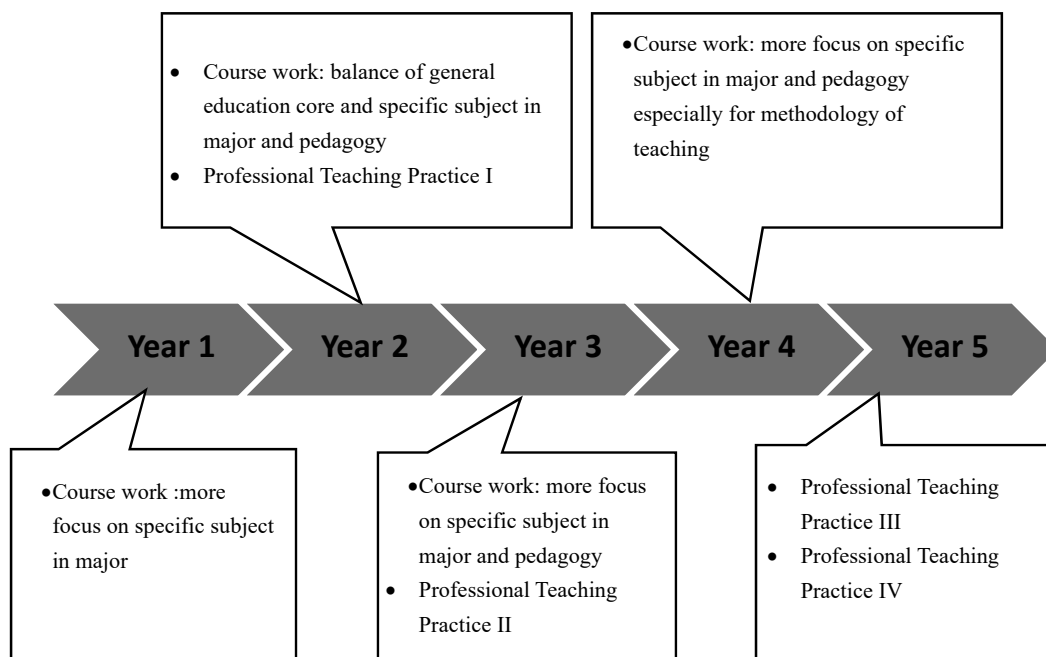 • Course work: balance of general
education core and specific subject in
major and pedagogy
• Professional Teaching Practice I
•Course work: more focus on specific
subject in major and pedagogy
especially for methodology of
teaching
Year 1
Year 2
Year 3
Year 4
Year 5
•Course work :more
focus on specific subject
in major
•Course work: more focus
on specific subject in
major and pedagogy
• Professional Teaching
Practice II
• Professional Teaching
Practice III
• Professional Teaching
Practice IV